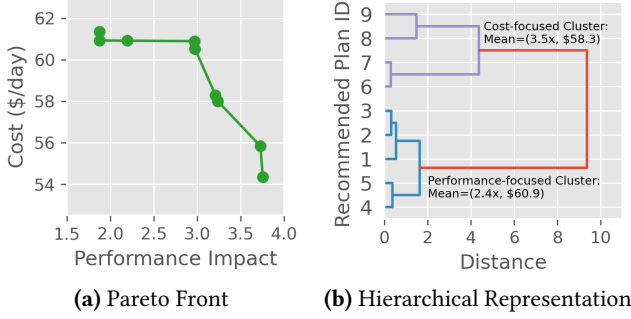 Cost ($/day)
62
60
58
56
54
1.5 2.0 2.5 3.0 3.5 4.0
Performance Impact
(a) Pareto Front
Recommended Plan ID
9
8
7
6
3
2
1
5
4
Cost-focused Cluster:
Mean=(3.5x, $58.3)
Performance-focused Cluster:
Mean=(2.4x, $60.9)
0 2 4 6 8 10
Distance
(b) Hierarchical Representation